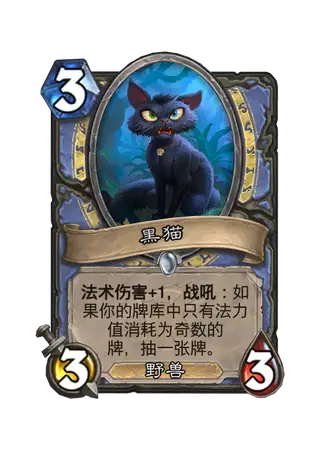 3
黑猫
法术伤害+1，战吼：如
果你的牌库中只有法力
值消耗为奇数的
牌，抽一张牌。
3
野兽
3